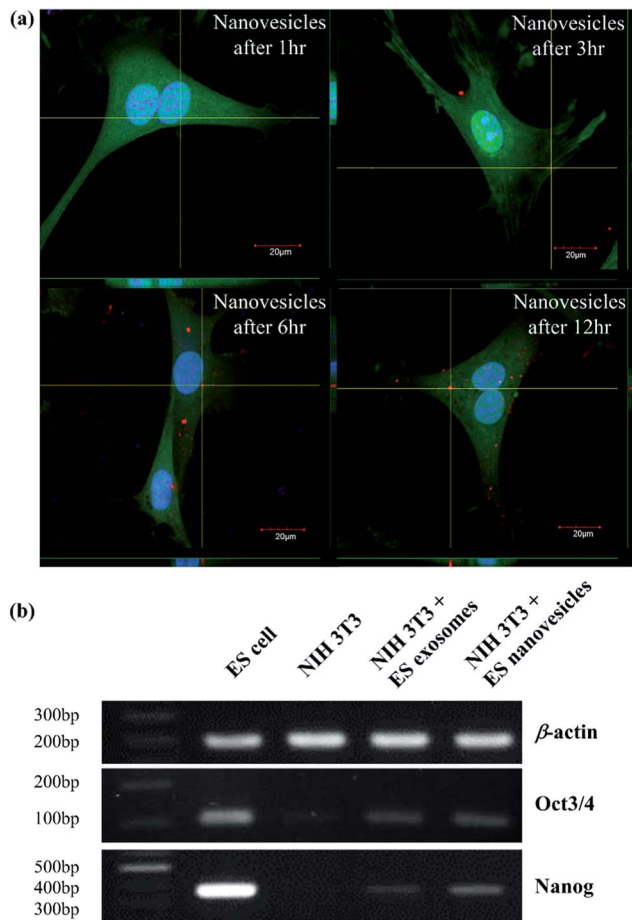 (a)
Nanovesicles
after 1hr
Nanovesicles
after 3hr
20μm
20μm
Nanovesicles
after 6hr
Nanovesicles
after 12hr
20μm
20μm
(b)
ES cell
NIH 3T3
NIH 3T3 +
ES exosomes
NIH 3T3 +
ES nanovesicles
300bp
200bp
β-actin
200bp
100bp
Oct3/4
500bp
400bp
300bp
Nanog